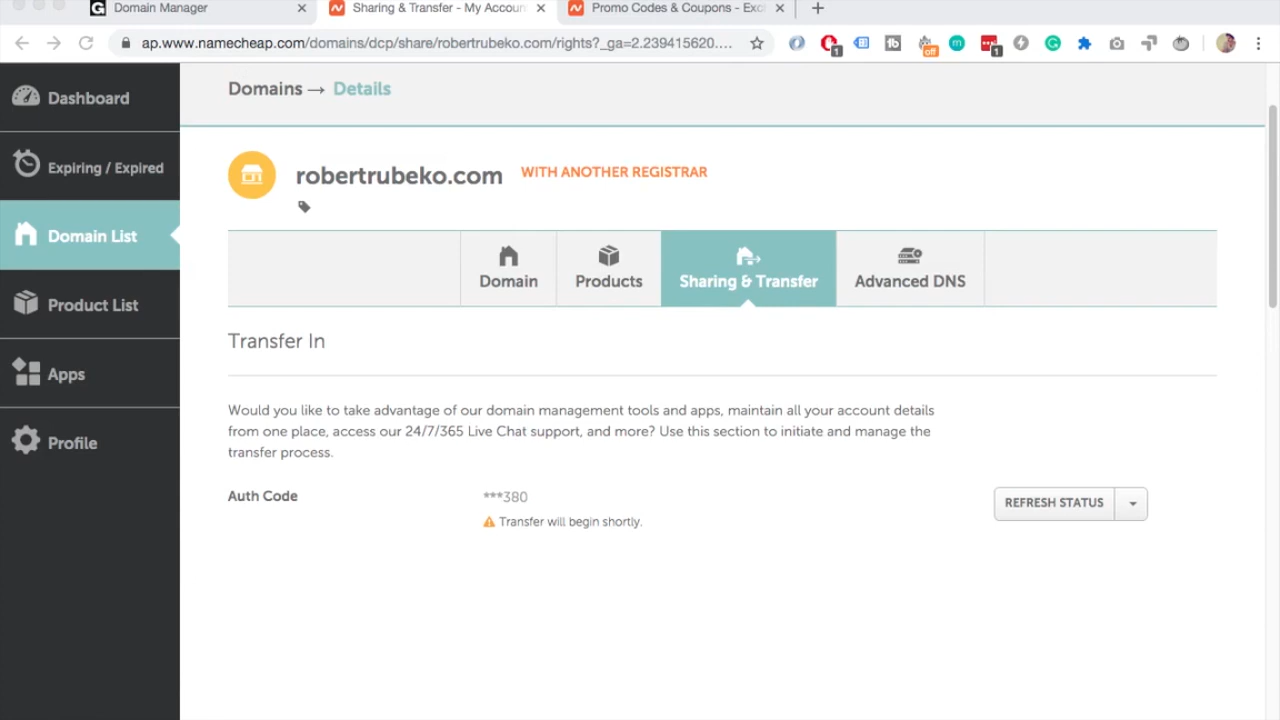 Domain Manager
Sharing & Transfer - My Accoun
Promo Codes & Coupons - Excl
ap.www.namecheap.com/domains/dcp/share/robertrubeko.com/rights?_ga=2.239415620....
1
off
1
Dashboard
Expiring / Expired
Domain List
Product List
Apps
Profile
Domains → Details
robertrubeko.com
WITH ANOTHER REGISTRAR
Domain
Products
Sharing & Transfer
Advanced DNS
Transfer In
Would you like to take advantage of our domain management tools and apps, maintain all your account details
from one place, access our 24/7/365 Live Chat support, and more? Use this section to initiate and manage the
transfer process.
Auth Code
***380
Transfer will begin shortly.
REFRESH STATUS